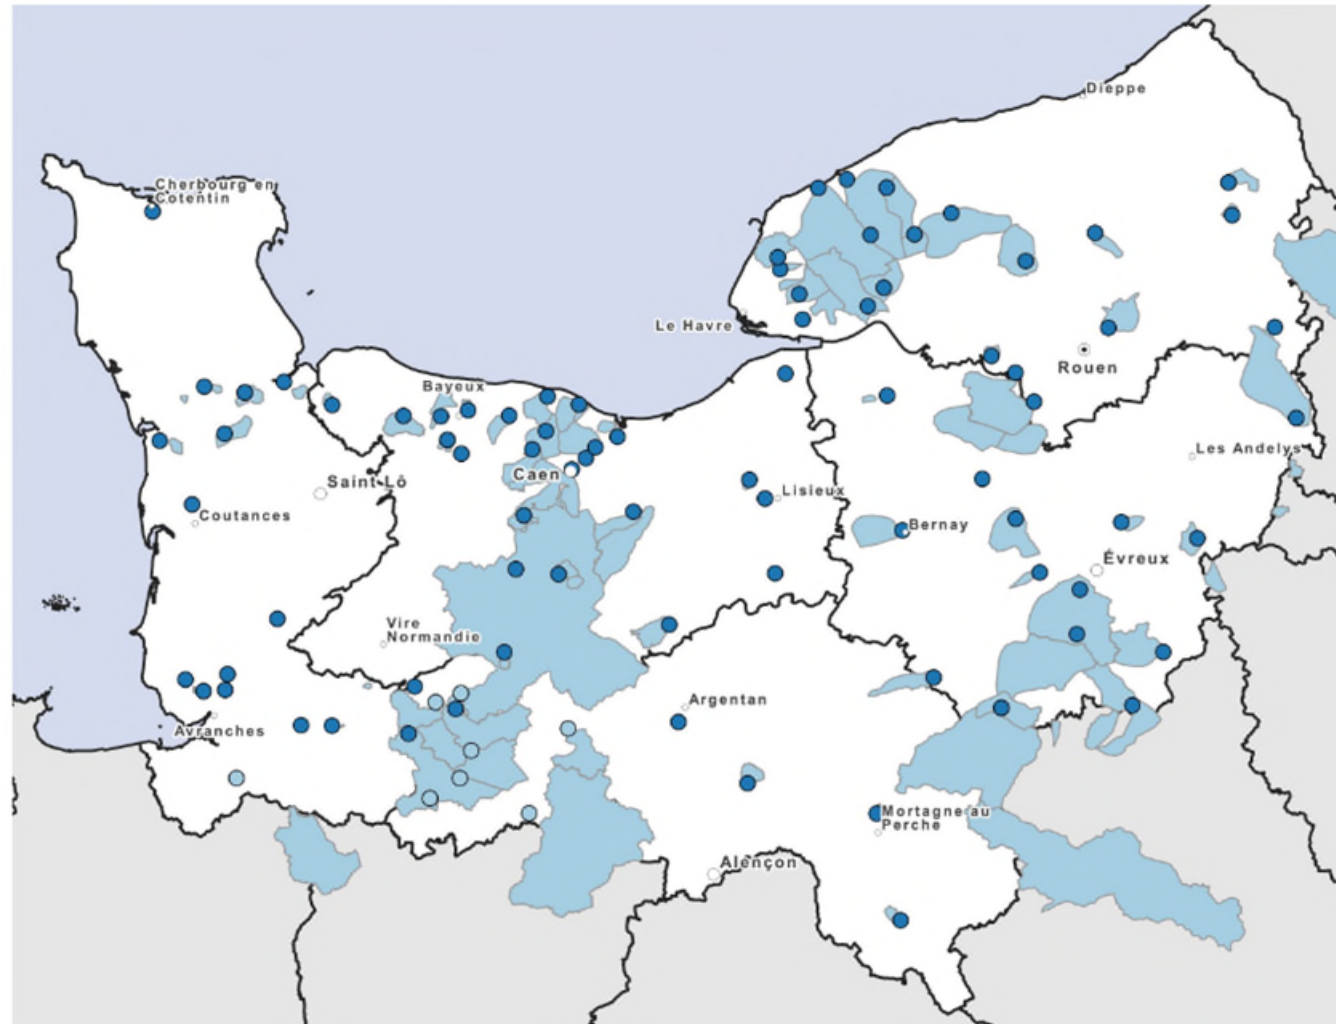 Dieppe
Cherbourg en
Cotentin
Le Havre
Rouen
Bayeux
Les Andelys
Caen
Saint Lô
Lisieux
Coutances
Bernay
Évreux
Vire
Normandie
Argentan
Avranches
Mortagne au
Perche
Alençon